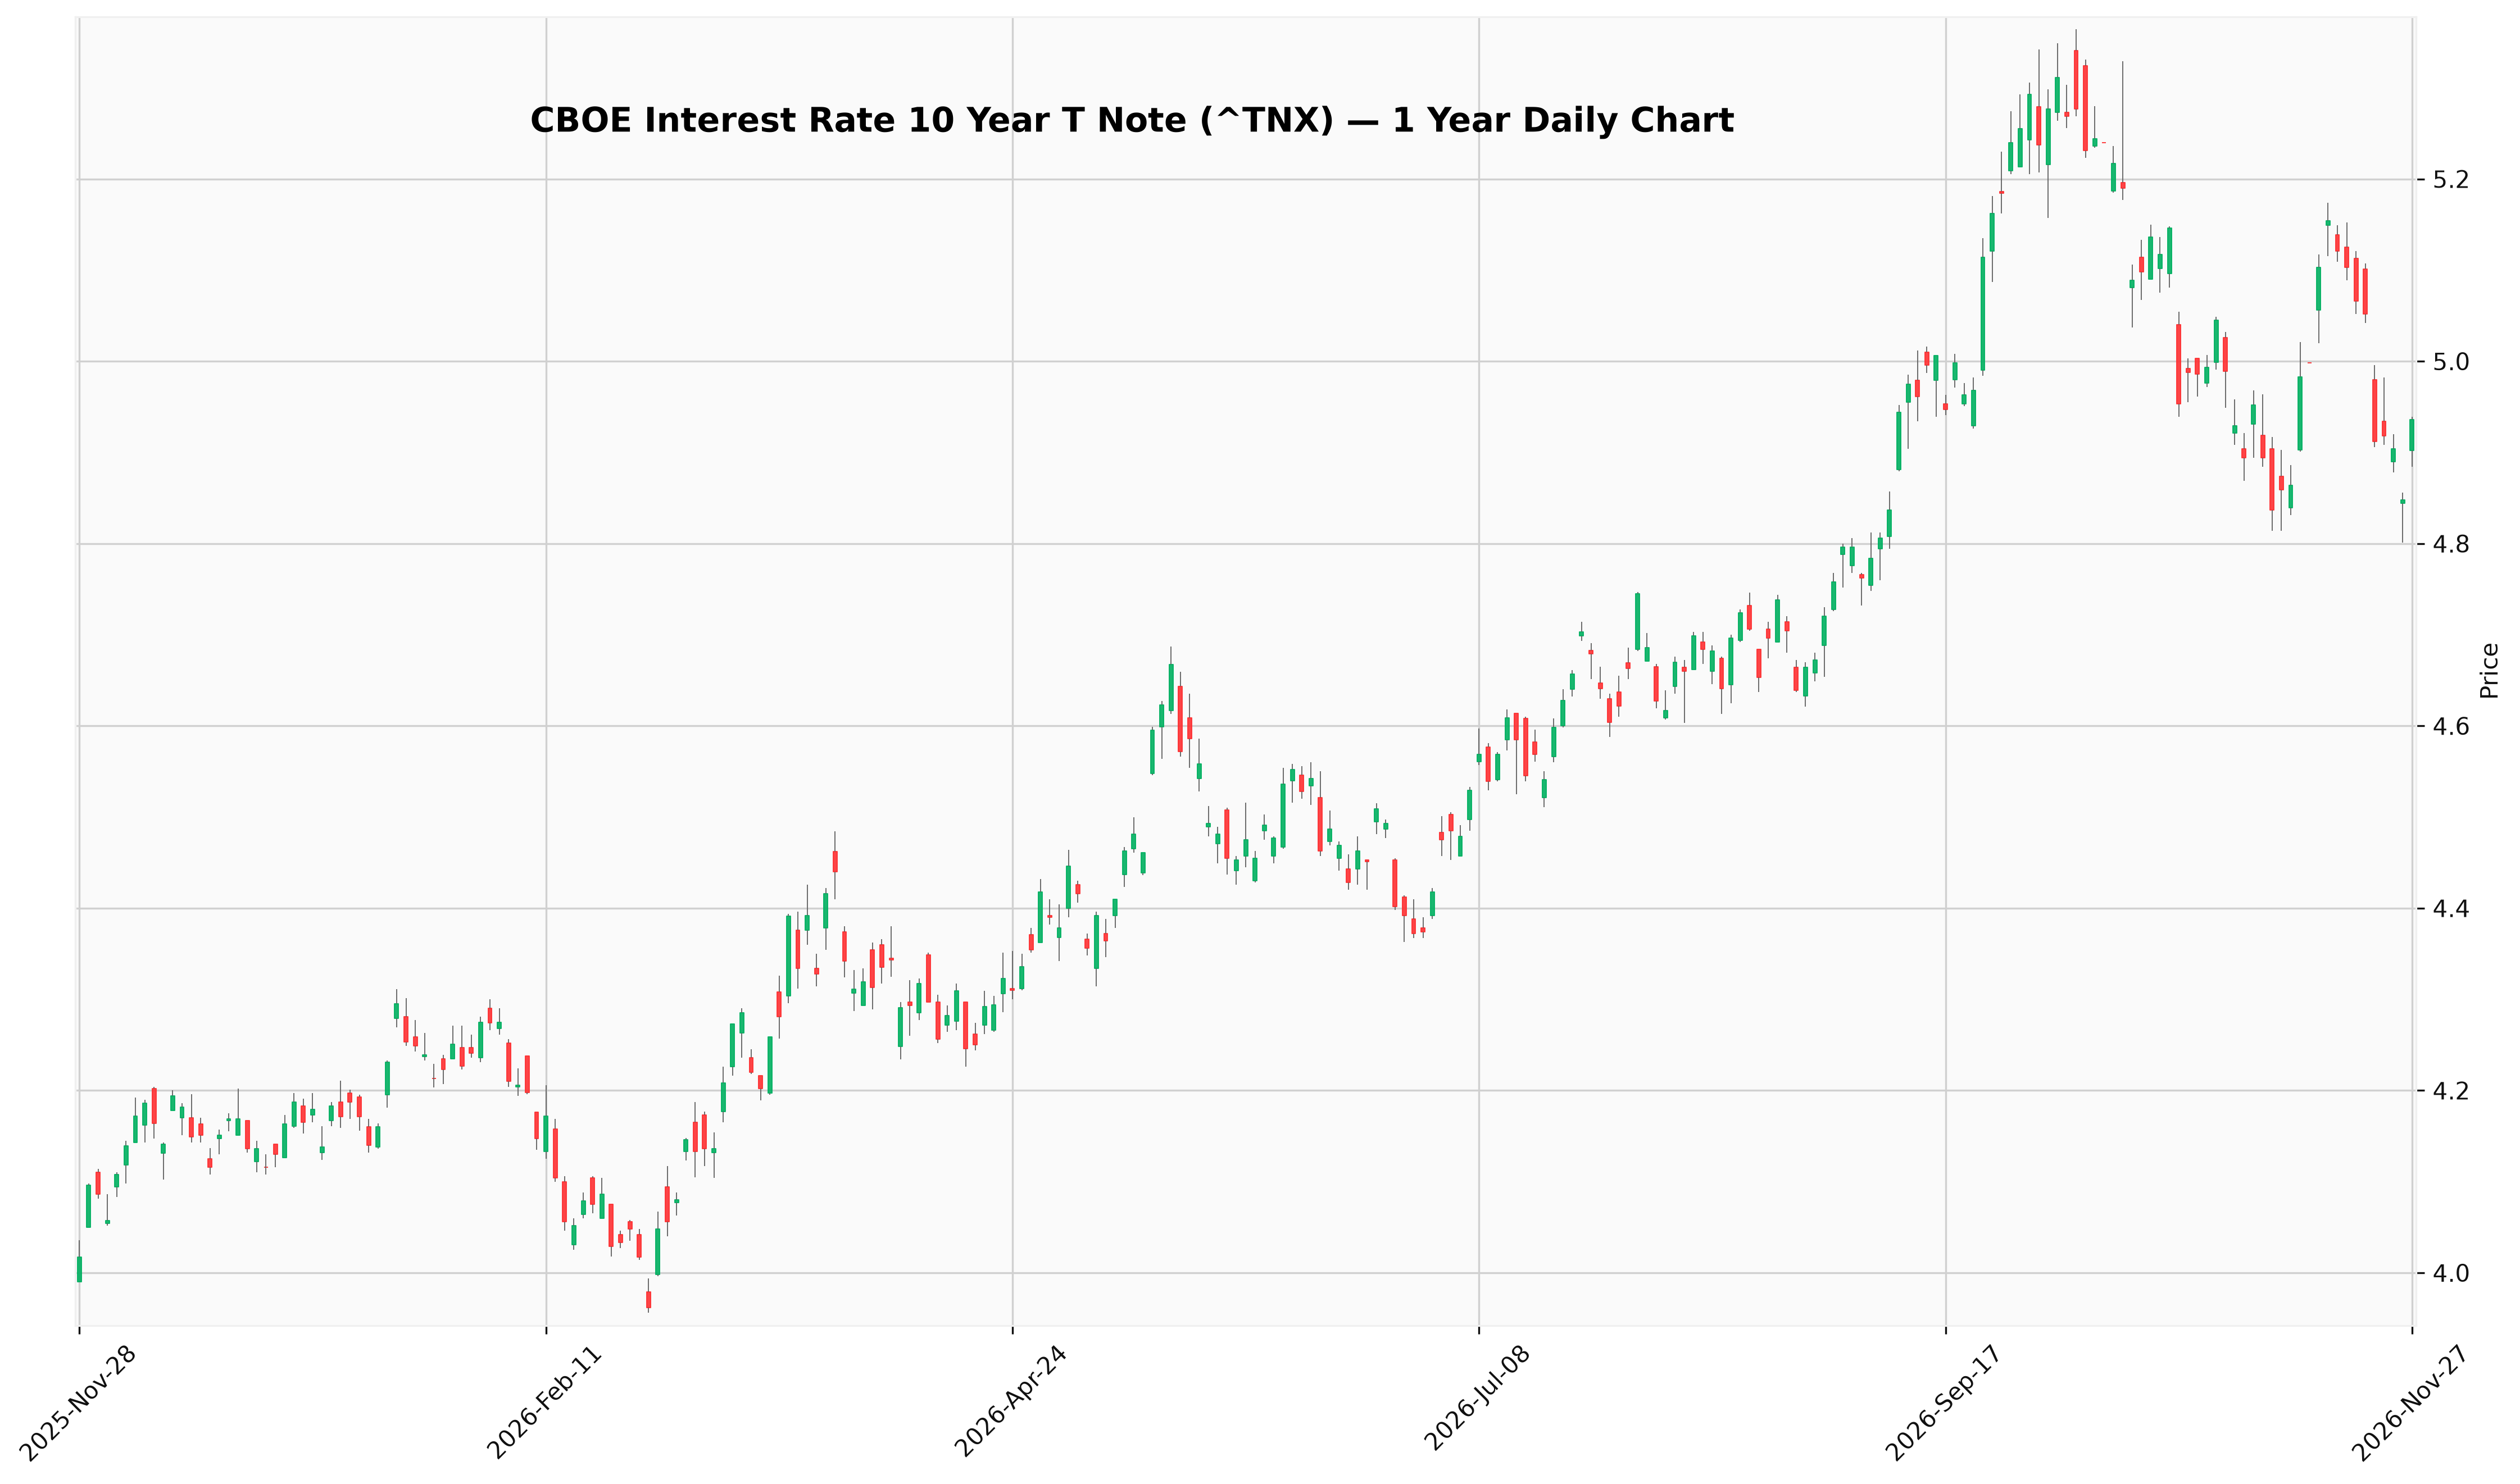 CBOE Interest Rate 10 Year T Note (^TNX) — 1 Year Daily Chart
5.2
5.0
4.8
4.6
4.4
4.2
4.0
Price
2025-Nov-28
2026-Feb-11
2026-Apr-24
2026-Jul-08
2026-Sep-17
2026-Nov-27